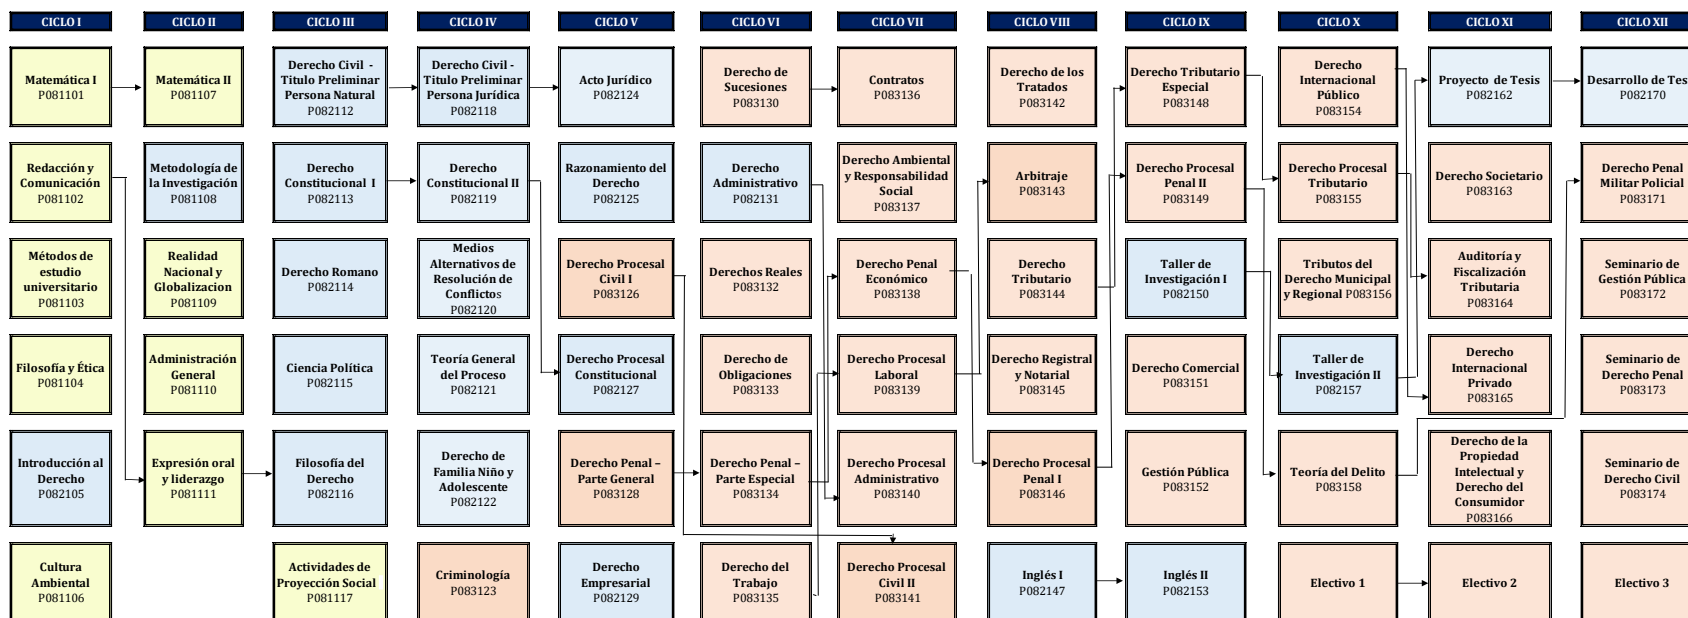 CICLO I
CICLO II
CICLO III
CICLO IV
CICLO V
CICLO VI
CICLO VII
CICLO VIII
CICLO IX
CICLO X
CICLO XI
CICLO XII
Matemática I
P081101
Matemática II
P081107
Derecho Civil -
Titulo Preliminar
Persona Natural
P082112
Derecho Civil -
Titulo Preliminar
Persona Jurídica
P082118
Acto Jurídico
P082124
Derecho de
Sucesiones
P083130
Contratos
P083136
Derecho de los
Tratados
P083142
Derecho Tributario
Especial
P083148
Derecho
Internacional
Público
P083154
Proyecto de Tesis
P082162
Desarrollo de Tes
P082170
Redacción y
Comunicación
P081102
Metodología de
la Investigación
P081108
Derecho
Constitucional I
P082113
Derecho
Constitucional II
P082119
Razonamiento del
Derecho
P082125
Derecho
Administrativo
P082131
Derecho Ambiental
y Responsabilidad
Social
P083137
Arbitraje
P083143
Derecho Procesal
Penal II
P083149
Derecho Procesal
Tributario
P083155
Derecho Societario
P083163
Derecho Penal
Militar Policial
P083171
Métodos de
estudio
universitario
P081103
Realidad
Nacional y
Globalizacion
P081109
Derecho Romano
P082114
Medios
Alternativos de
Resolución de
Conflictos
P082120
Derecho Procesal
Civil I
P083126
Derechos Reales
P083132
Derecho Penal
Económico
P083138
Derecho
Tributario
P083144
Taller de
Investigación I
P082150
Tributos del
Derecho Municipal
y Regional P083156
Auditoría y
Fiscalización
Tributaria
P083164
Seminario de
Gestión Pública
P083172
Filosofía y Ética
P081104
Administración
General
P081110
Ciencia Política
P082115
Teoría General
del Proceso
P082121
Derecho Procesal
Constitucional
P082127
Derecho de
Obligaciones
P083133
Derecho Procesal
Laboral
P083139
Derecho Registral
y Notarial
P083145
Derecho Comercial
P083151
Taller de
Investigación II
P082157
Derecho
Internacional
Privado
P083165
Seminario de
Derecho Penal
P083173
Introducción al
Derecho
P082105
Expresión oral
y liderazgo
P081111
Filosofía del
Derecho
P082116
Derecho de
Familia Niño y
Adolescente
P082122
Derecho Penal –
Parte General
P083128
Derecho Penal –
Parte Especial
P083134
Derecho Procesal
Administrativo
P083140
Derecho Procesal
Penal I
P083146
Gestión Pública
P083152
Teoría del Delito
P083158
Derecho de la
Propiedad
Intelectual y
Derecho del
Consumidor
P083166
Seminario de
Derecho Civil
P083174
Cultura
Ambiental
P081106
Actividades de
Proyección Social
P081117
Criminología
P083123
Derecho
Empresarial
P082129
Derecho del
Trabajo
P083135
Derecho Procesal
Civil II
P083141
Inglés I
P082147
Inglés II
P082153
Electivo 1
Electivo 2
Electivo 3